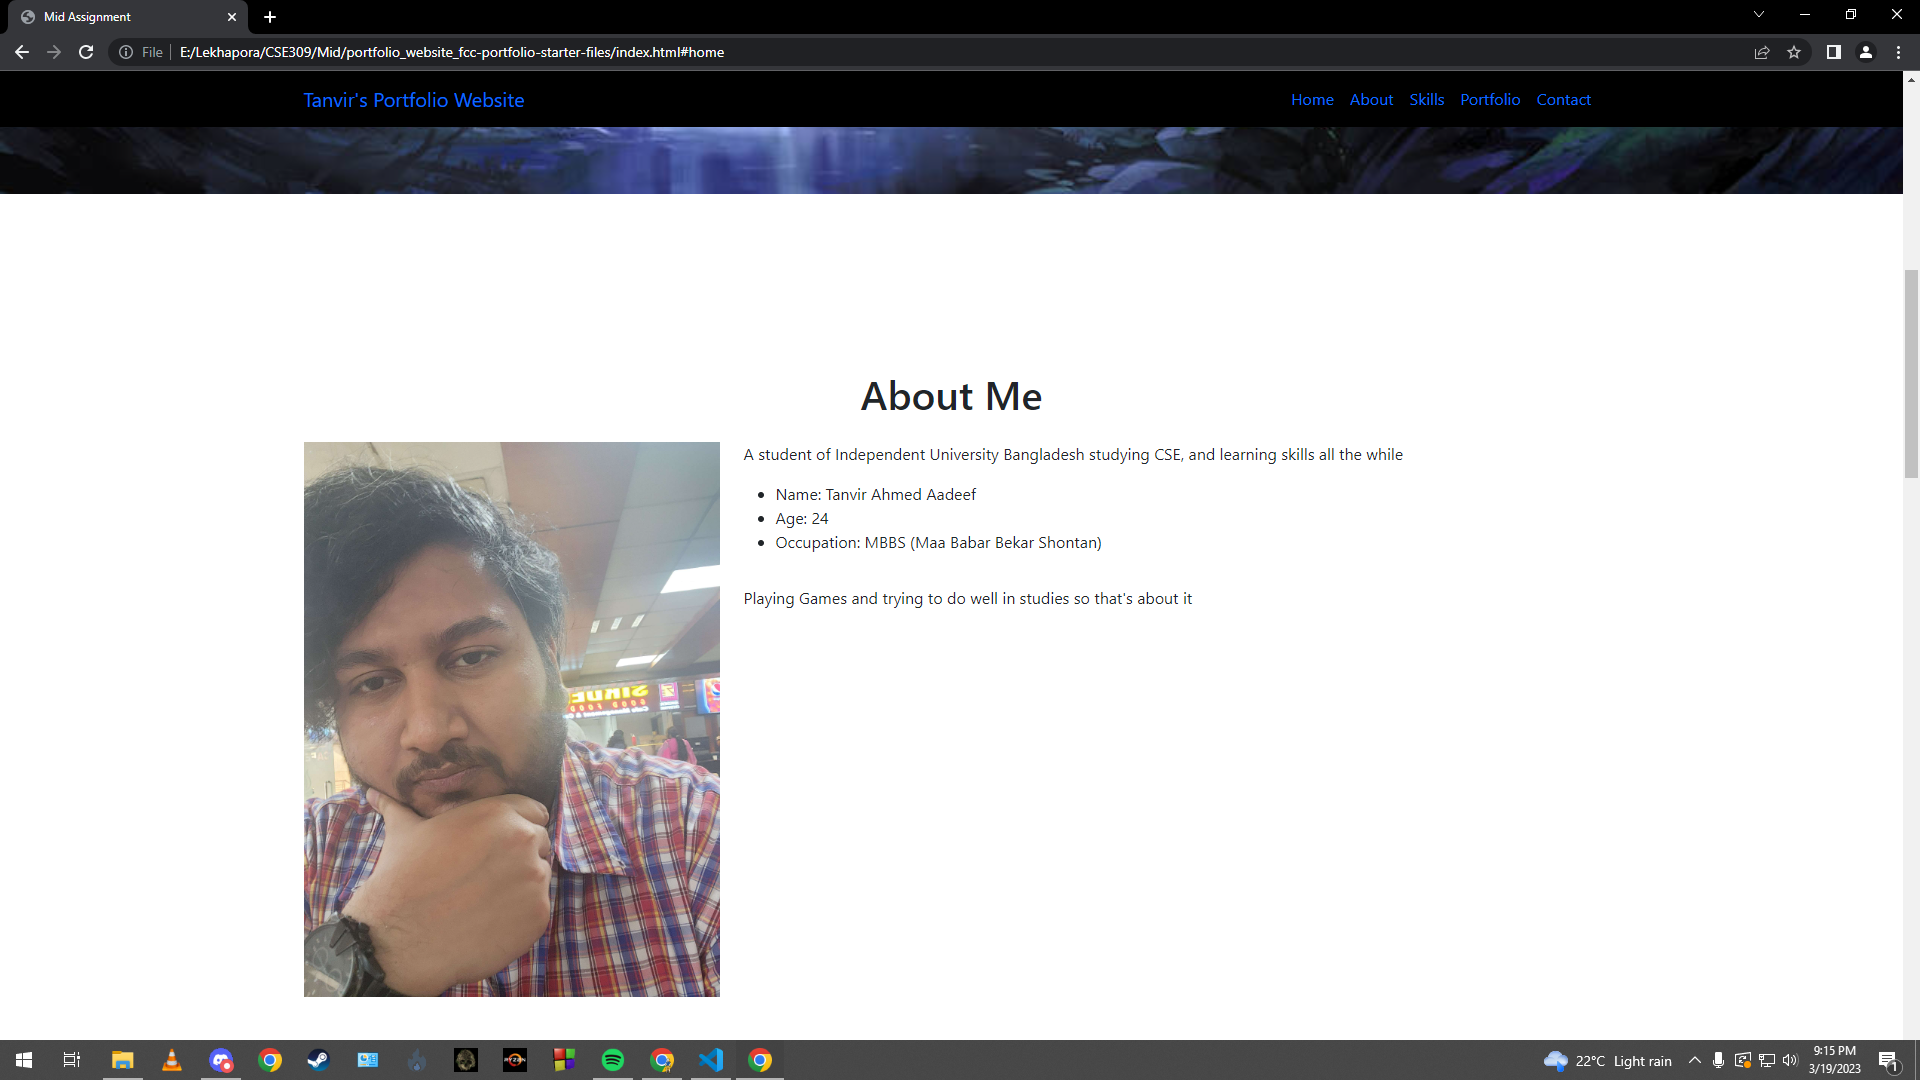 Mid Assignment
File
E:/Lekhapora/CSE309/Mid/portfolio_website_fcc-portfolio-starter-files/index.html#home
Tanvir's Portfolio Website
Home About Skills Portfolio Contact
About Me
A student of Independent University Bangladesh studying CSE, and learning skills all the while
Name: Tanvir Ahmed Aadeef
Age: 24
Occupation: MBBS (Maa Babar Bekar Shontan)
Playing Games and trying to do well in studies so that's about it
RYZEN
22°C Light rain
9:15 PM
3/19/2023
1